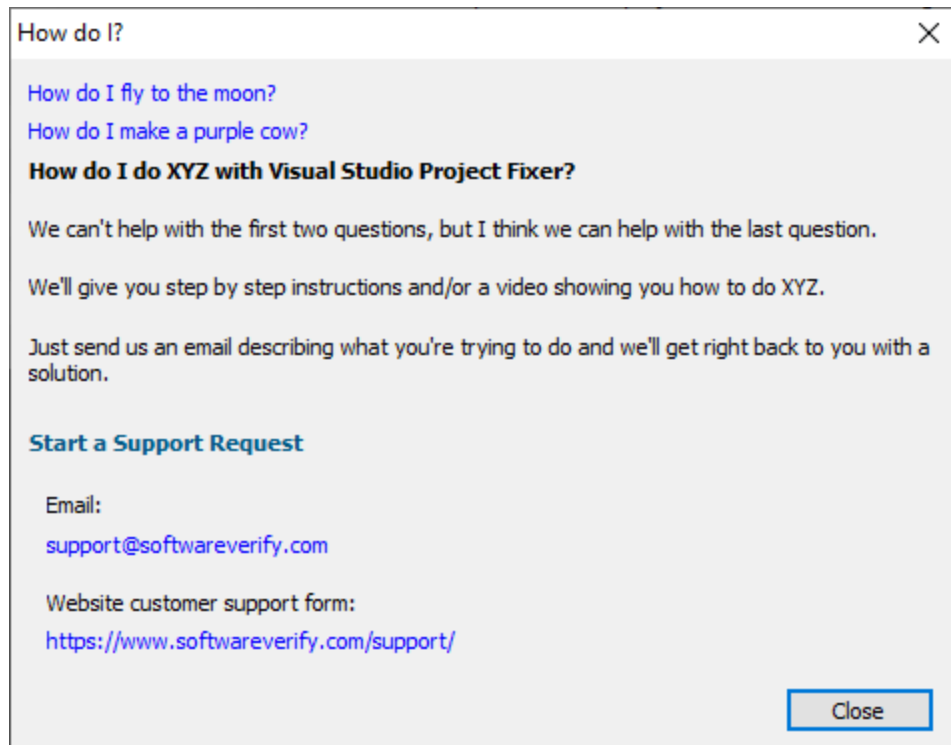 How do I?
How do I fly to the moon?
How do I make a purple cow?
How do I do XYZ with Visual Studio Project Fixer?
We can't help with the first two questions, but I think we can help with the last question.
We'll give you step by step instructions and/or a video showing you how to do XYZ.
Just send us an email describing what you're trying to do and we'll get right back to you with a
solution.
Start a Support Request
Email:
support@softwareverify.com
Website customer support form:
https://www.softwareverify.com/support/
Close